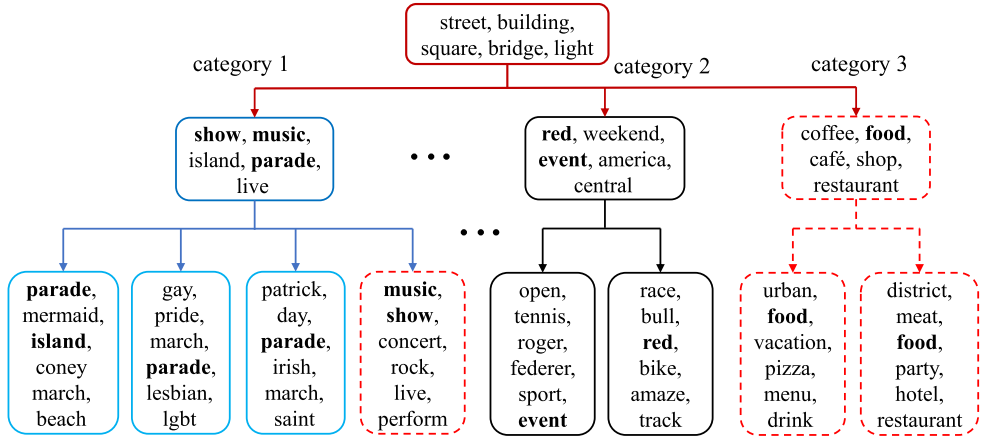 street, building,
square, bridge, light
category 1
category 2
category 3
show, music,
island, parade,
live
...
red, weekend,
event, america,
central
coffee, food,
café, shop,
restaurant
...
parade,
mermaid,
island,
coney
march,
beach
gay,
pride,
march,
parade,
lesbian,
lgbt
patrick,
day,
parade,
irish,
march,
saint
music,
show,
concert,
rock,
live,
perform
open,
tennis,
roger,
federer,
sport,
event
race,
bull,
red,
bike,
amaze,
track
urban,
food,
vacation,
pizza,
menu,
drink
district,
meat,
food,
party,
hotel,
restaurant